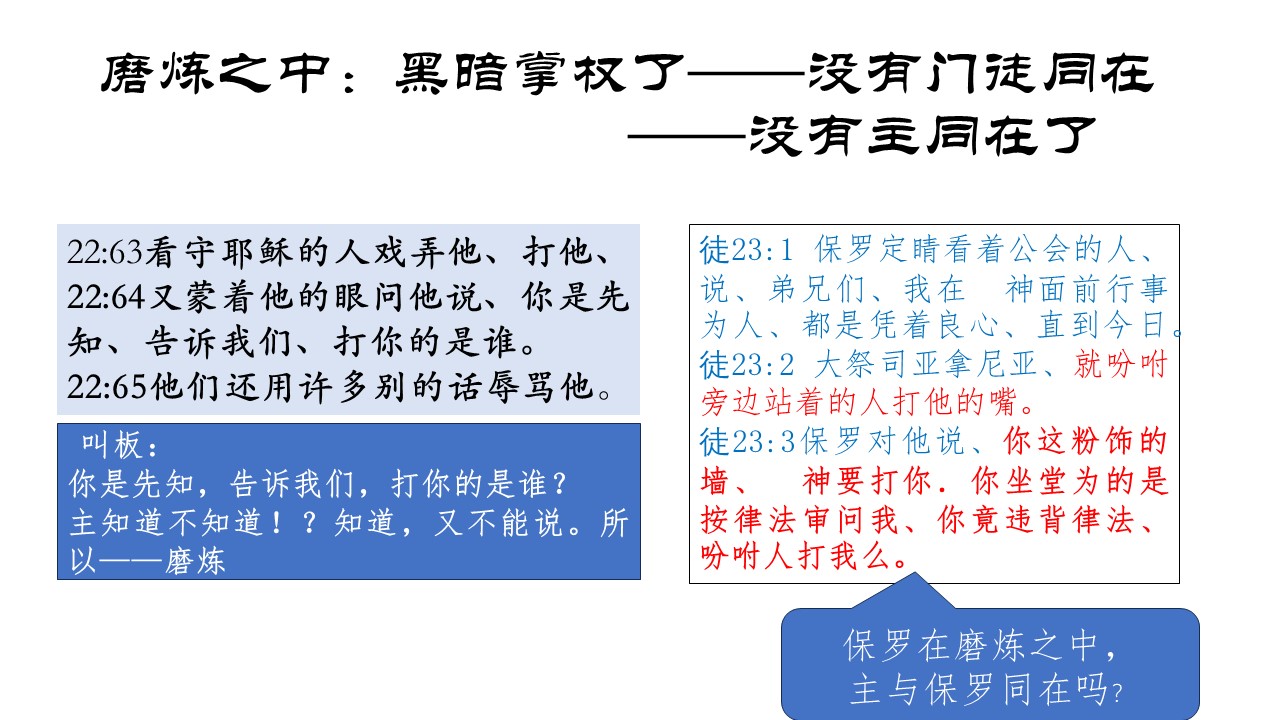 磨炼之中：黑暗掌权了——没有门徒同在
——没有主同在了
22:63看守耶稣的人戏弄他、打他、
22:64又蒙着他的眼问他说、你是先
知、告诉我们、打你的是谁。
22:65他们还用许多别的话辱骂他。
叫板：
你是先知，告诉我们，打你的是谁？
主知道不知道！？知道，又不能说。所
以——磨炼
徒23:1 保罗定睛看着公会的人、
说、弟兄们、我在　神面前行事
为人、都是凭着良心、直到今日。
徒23:2 大祭司亚拿尼亚、就吩咐
旁边站着的人打他的嘴。
徒23:3保罗对他说、你这粉饰的
墙、　神要打你．你坐堂为的是
按律法审问我、你竟违背律法、
吩咐人打我么。
保罗在磨炼之中，
主与保罗同在吗？